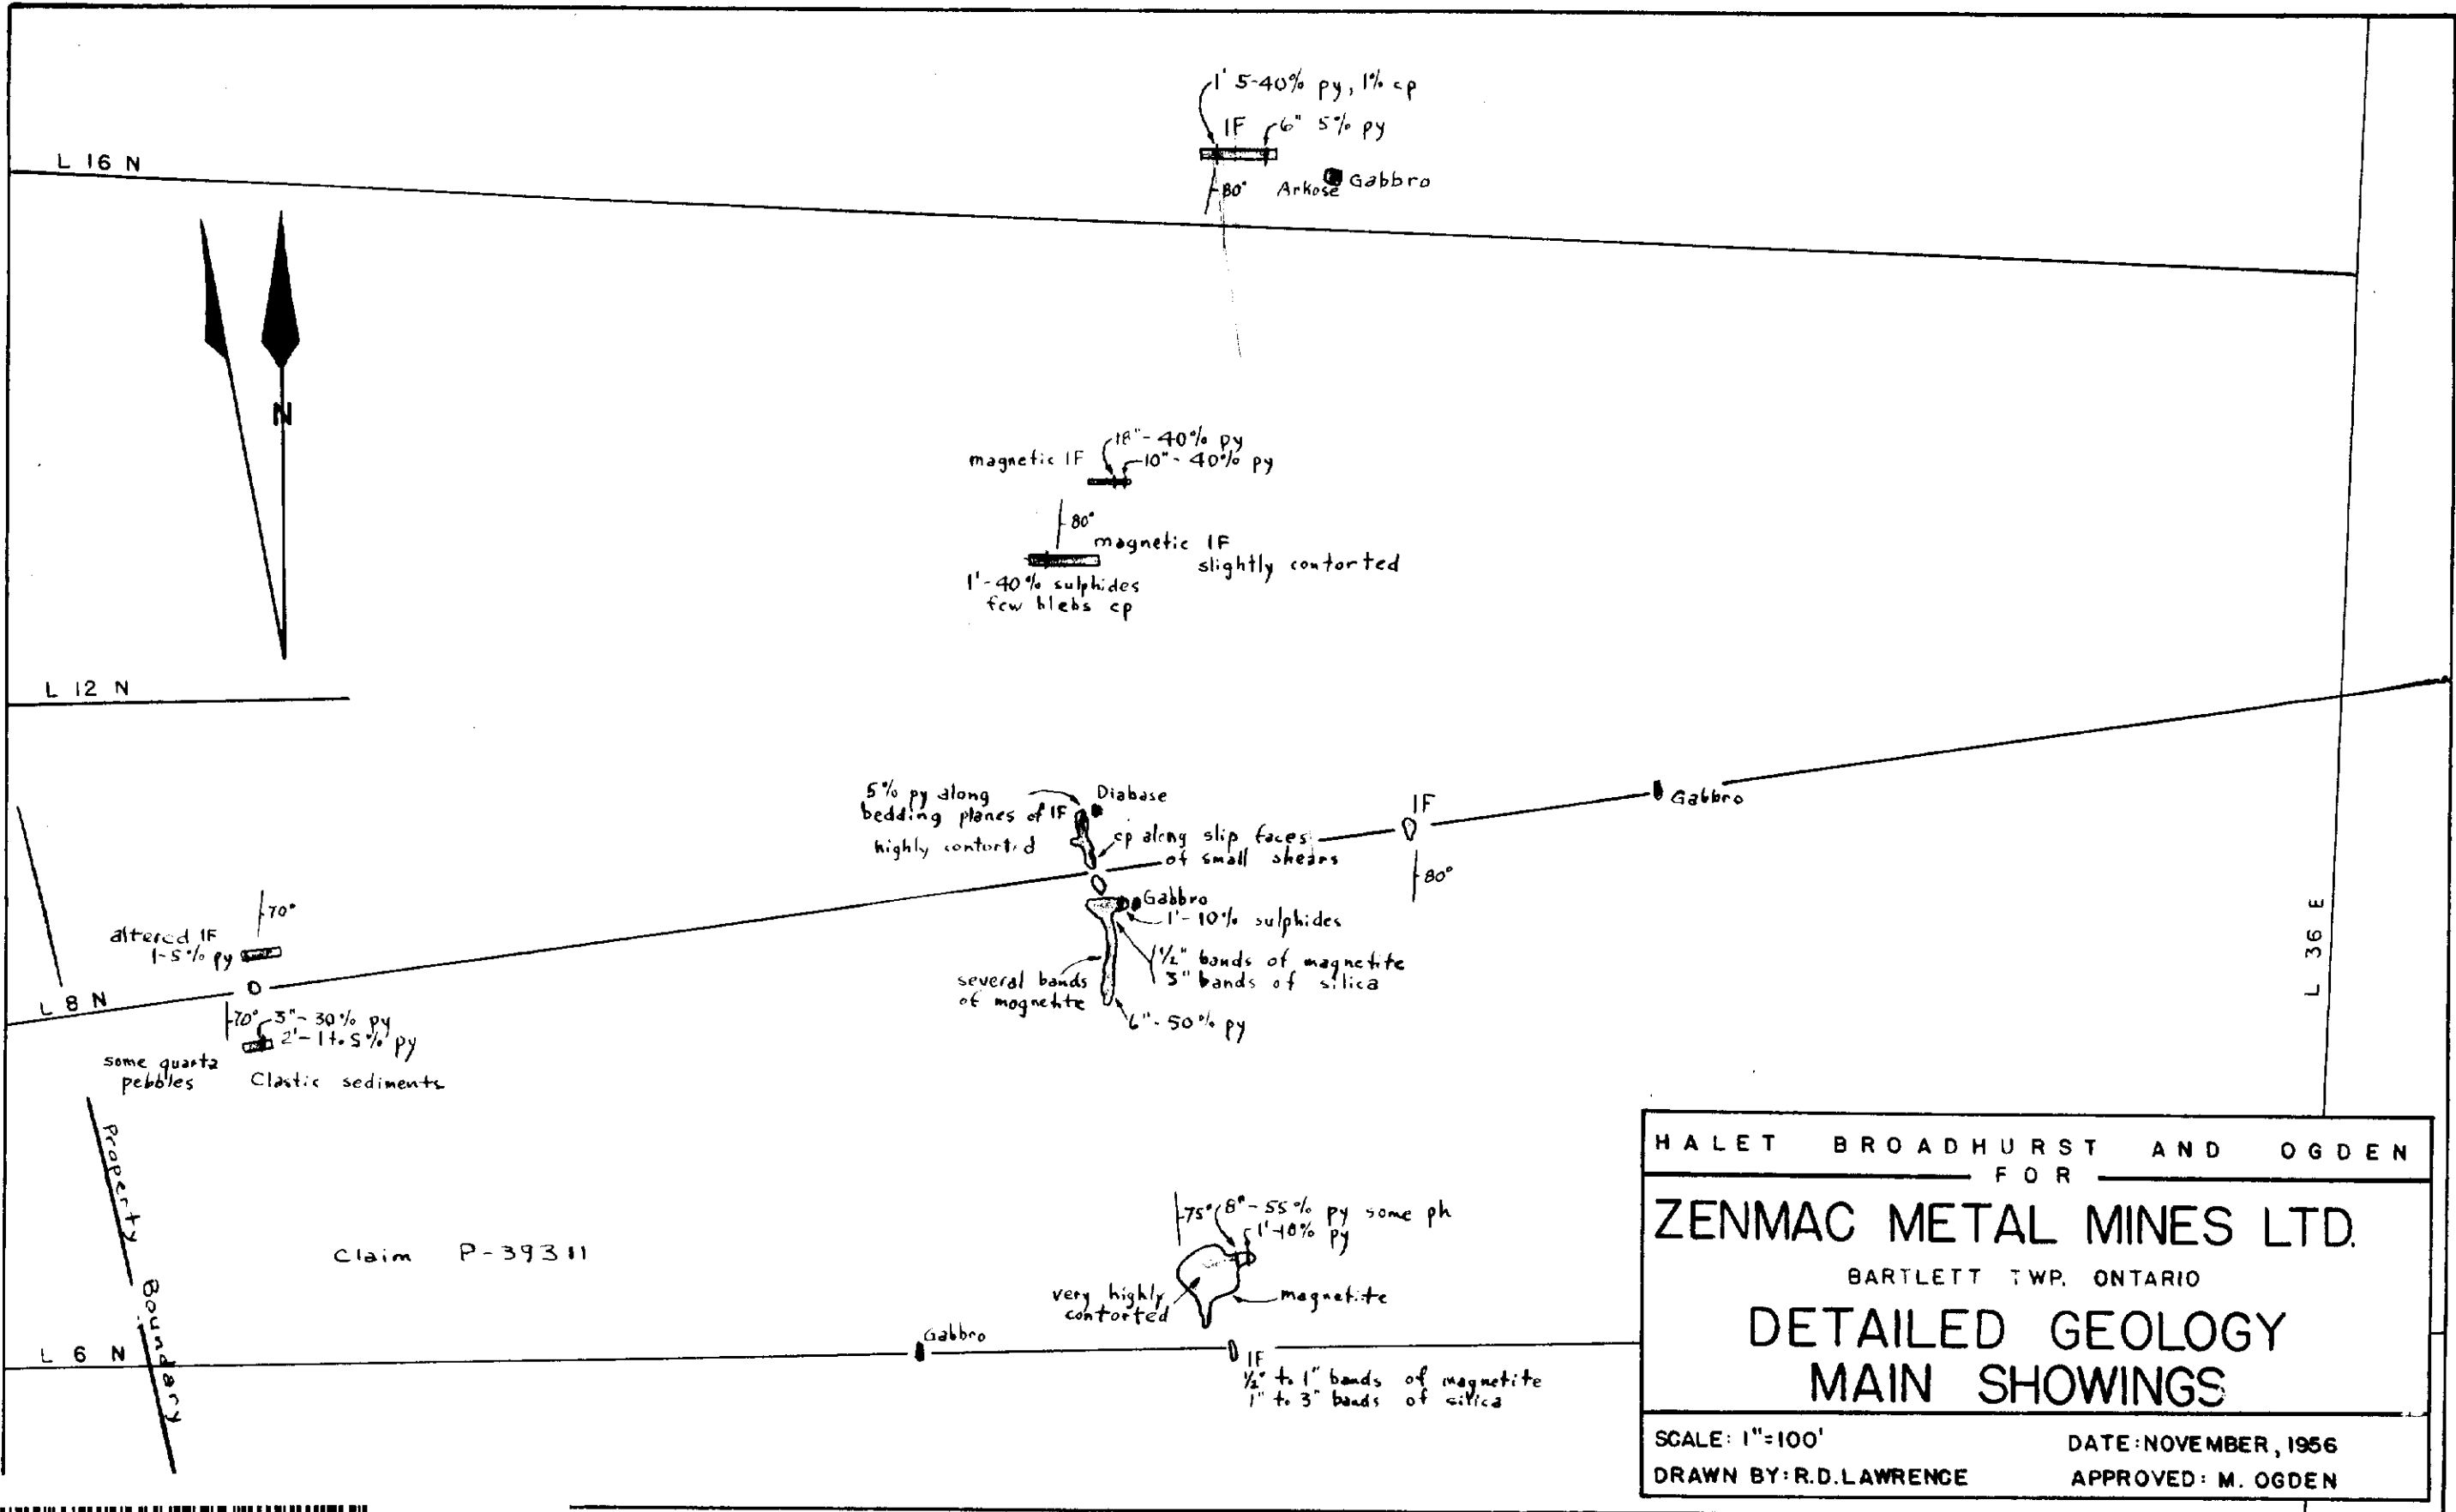 1' 5-40% py, 1% cp
IF 6" 5% py
L 16 N
80° Arkose Gabbro
N
18"- 40% py
magnetic IF 10"- 40% py
80°
magnetic IF
slightly contorted
1'-40% sulphides
few blebs cp
L 12 N
5% py along
bedding planes of IF
highly contorted
Diabase
cp along slip faces
of small shears
IF
80°
Gabbro
Gabbro
1'-10% sulphides
1/2" bands of magnetite
3" bands of silica
several bands
of magnetite
6"-50% py
70°
altered IF
1-5% py
L 8 N
70° 3"- 30% py
2'-1 to 5% py
some quartz
pebbles
Clastic sediments
L 36 E
Property Boundary
Claim P-39311
75° 8"-55% py some ph
1'-10% py
very highly
contorted
magnetite
L 6 N
Gabbro
IF
1/2" to 1" bands of magnetite
1" to 3" bands of silica
HALET BROADHURST AND OGDEN
FOR
ZENMAC METAL MINES LTD.
BARTLETT TWP. ONTARIO
DETAILED GEOLOGY
MAIN SHOWINGS
SCALE: 1"=100'
DATE: NOVEMBER, 1956
DRAWN BY: R.D. LAWRENCE
APPROVED: M. OGDEN